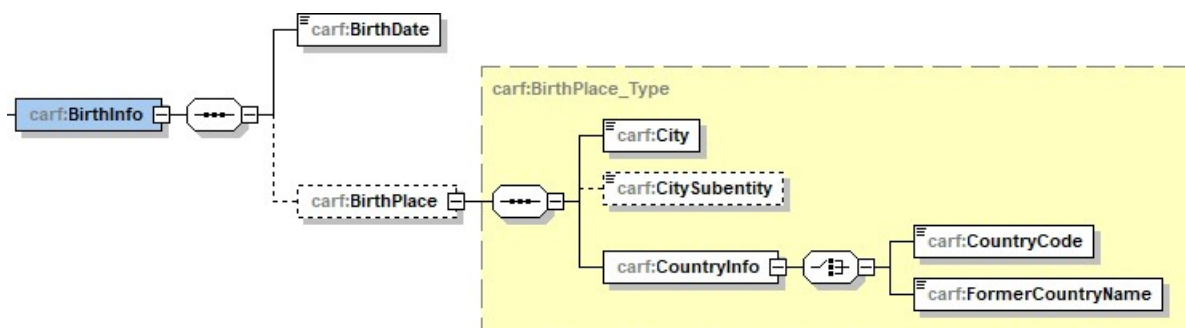 carf:BirthDate
carf:BirthPlace_Type
carf:BirthInfo
carf:City
carf:CitySubentity
carf:BirthPlace
carf:CountryCode
carf:CountryInfo
carf:FormerCountryName